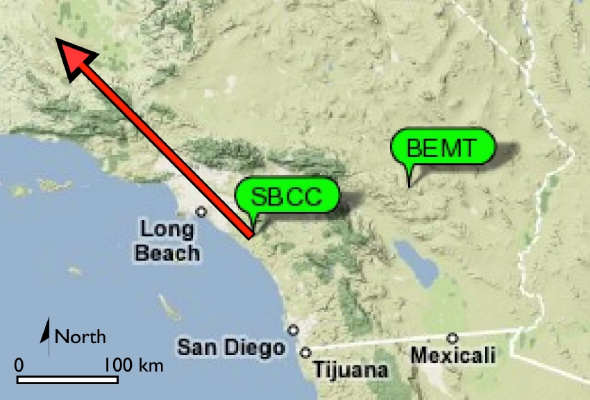 BEMT
SBCC
Long
Beach
North
San Diego
Tijuana
Mexicali
0 100 km